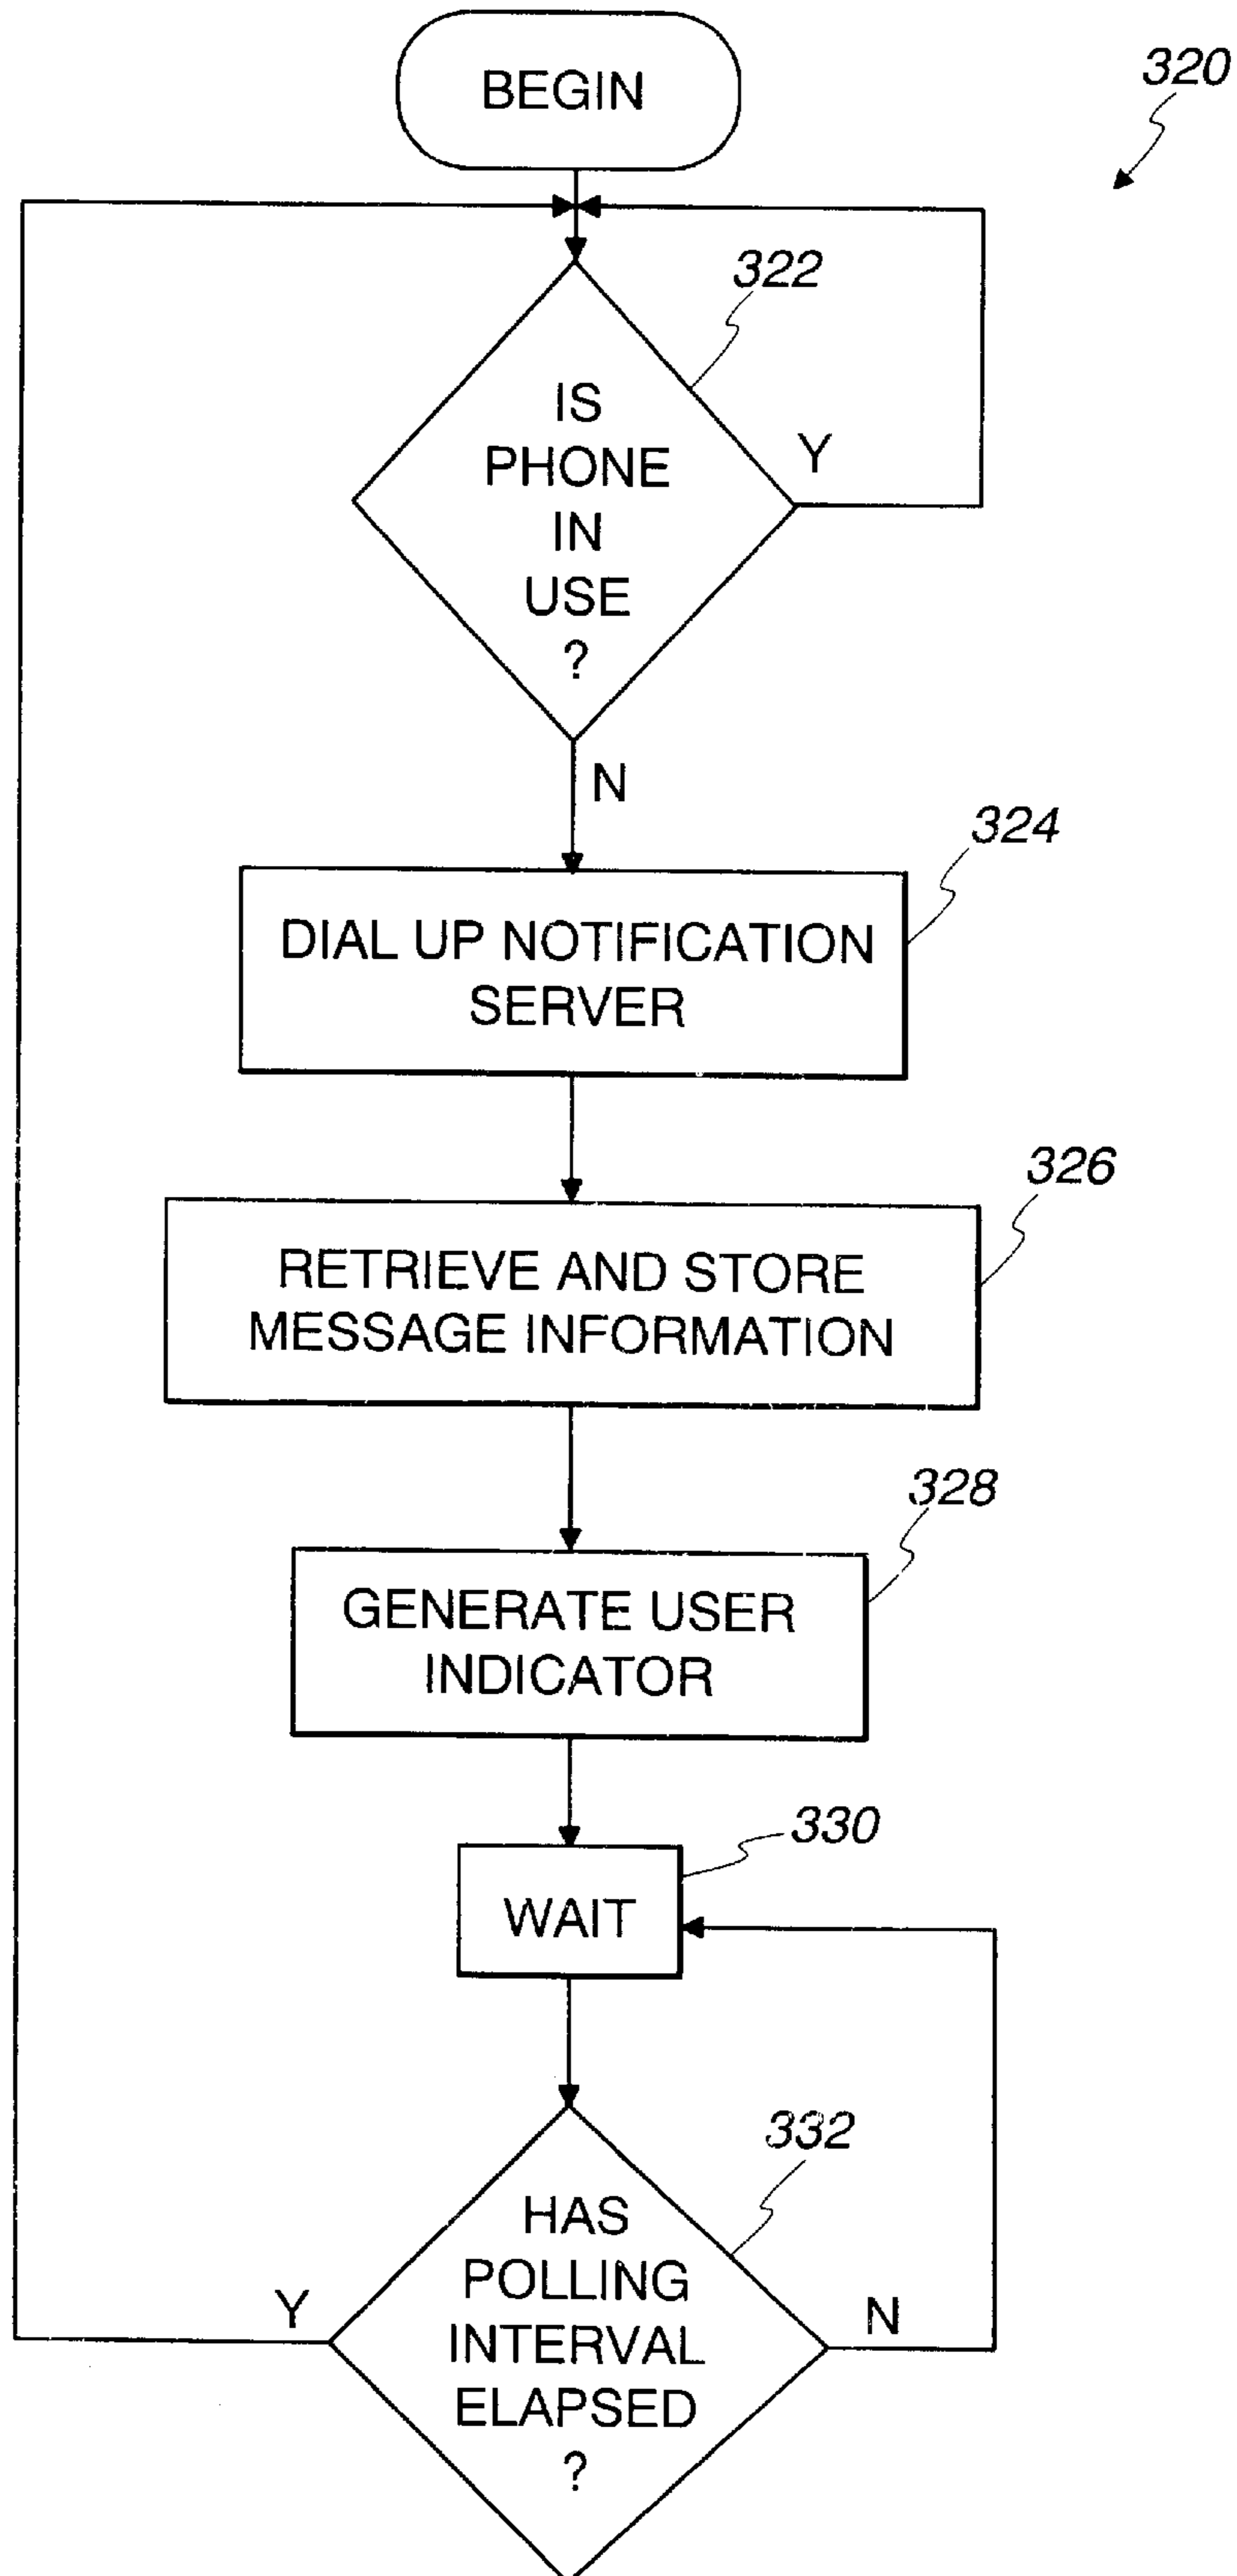 BEGIN
320
322
IS
PHONE
IN
USE
?
Y
N
324
DIAL UP NOTIFICATION
SERVER
326
RETRIEVE AND STORE
MESSAGE INFORMATION
328
GENERATE USER
INDICATOR
330
WAIT
332
HAS
POLLING
INTERVAL
ELAPSED
?
Y
N